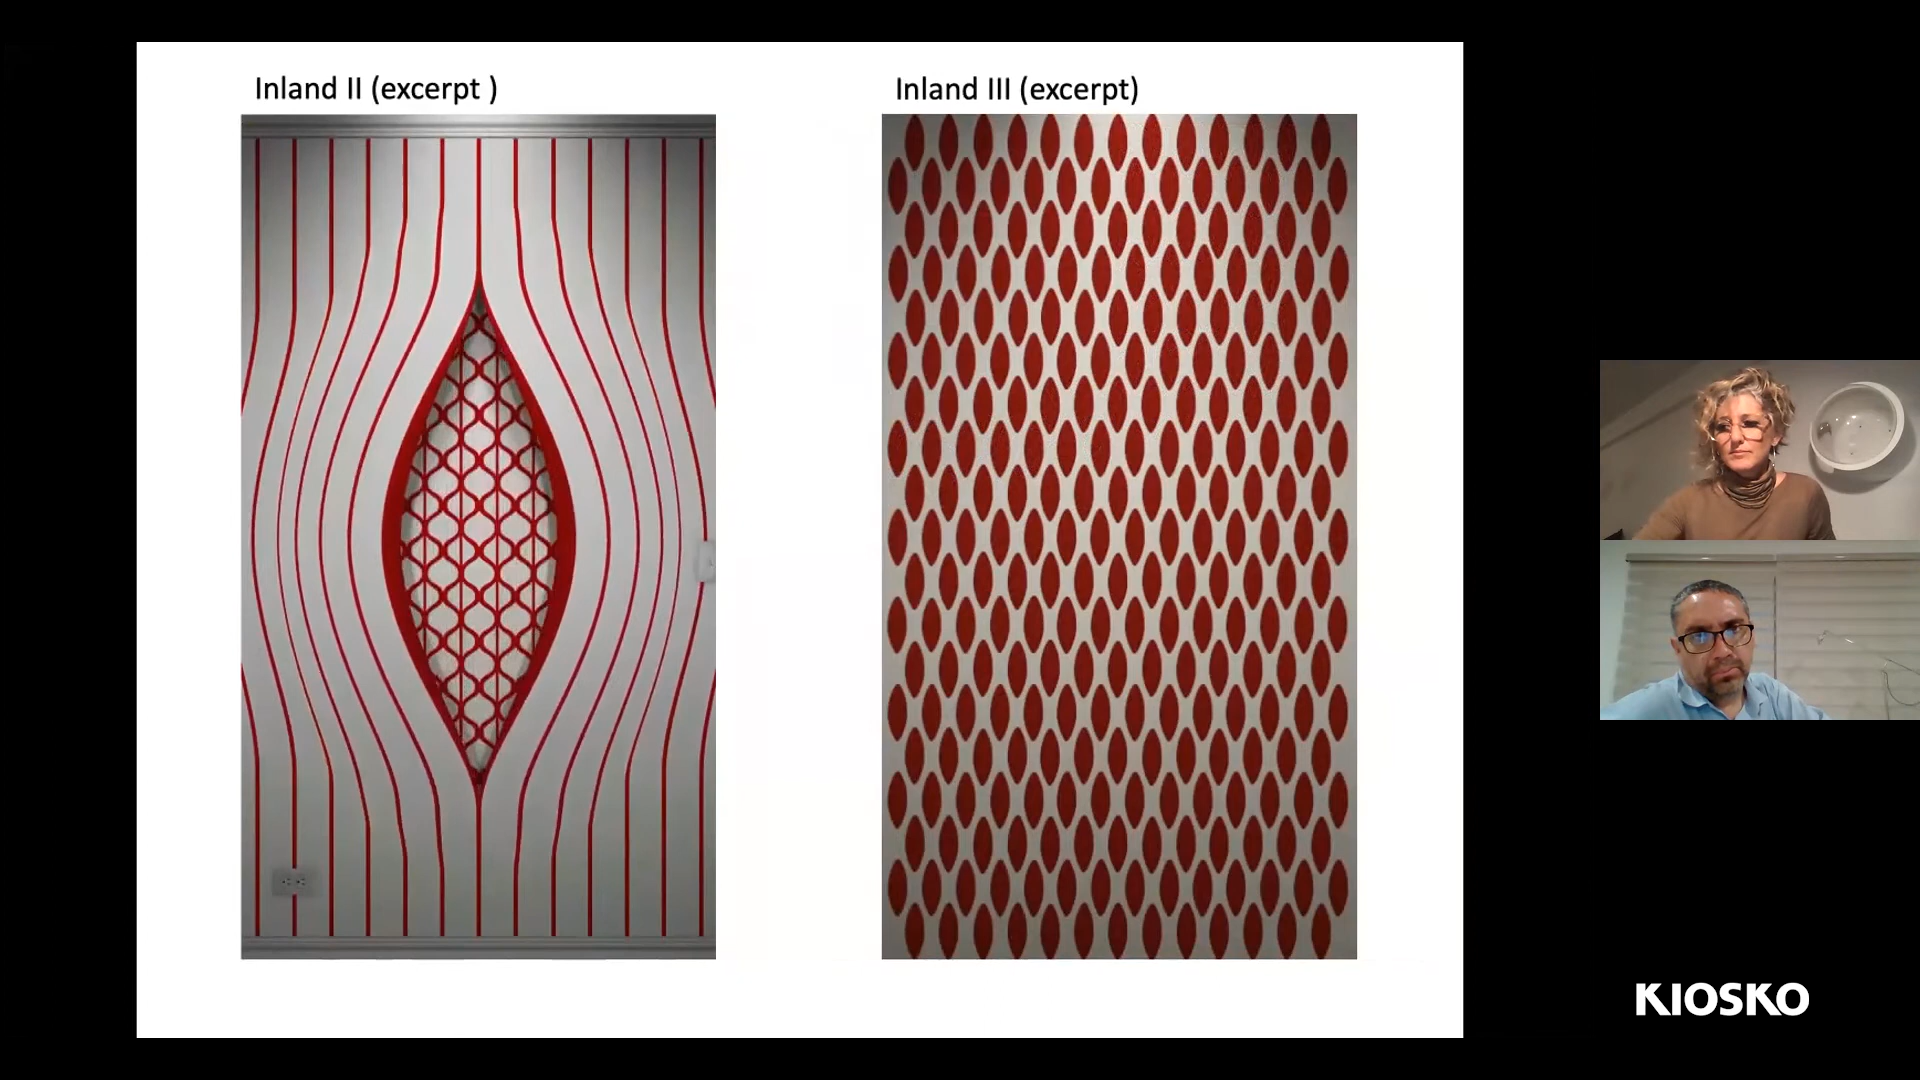 Inland II (excerpt )
Inland III (excerpt)
KIOSKO